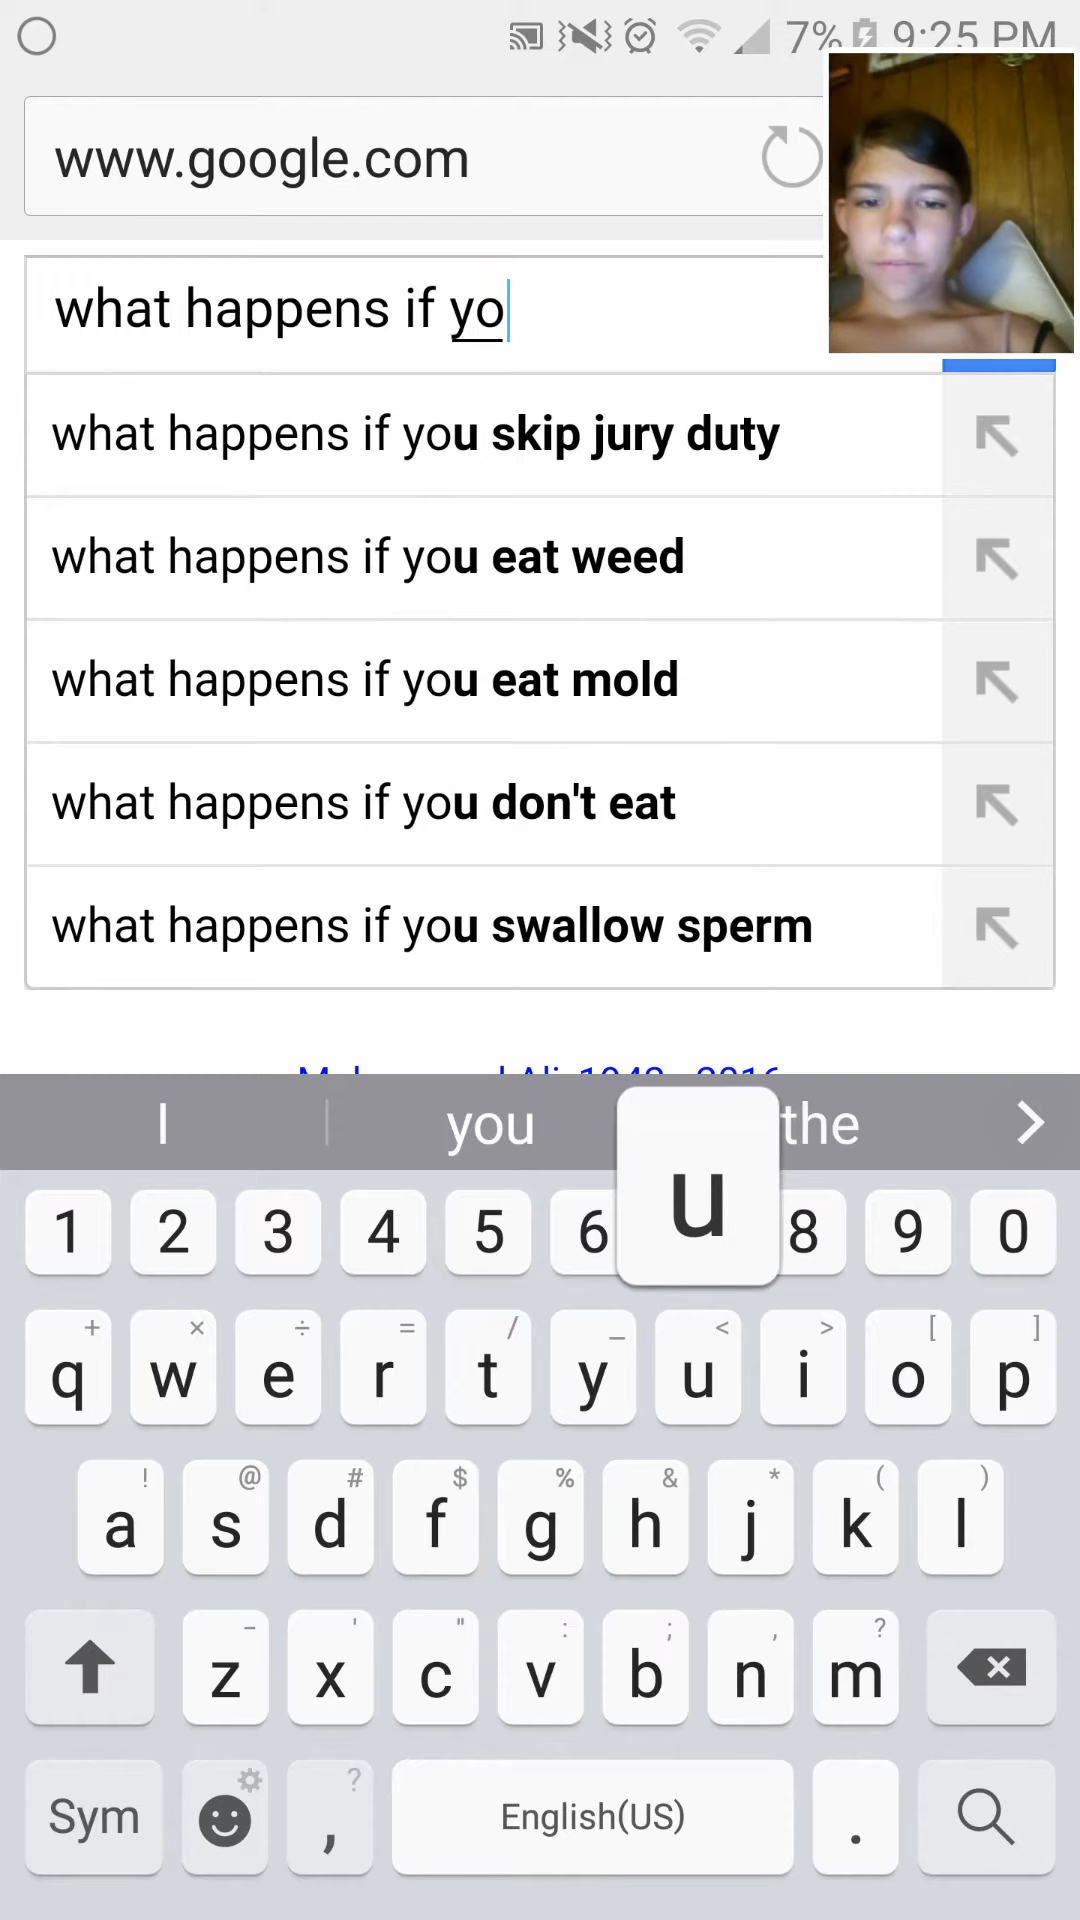 7% 9:25 PM
www.google.com
what happens if yo
what happens if you skip jury duty
what happens if you eat weed
what happens if you eat mold
what happens if you don't eat
what happens if you swallow sperm
I you the
u
1 2 3 4 5 6 8 9 0
+ × ÷ = / _ < > [ ]
q w e r t y u i o p
! @ # $ % & * ( )
a s d f g h j k l
- ' " : ; , ?
z x c v b n m
?
Sym , English(US) .